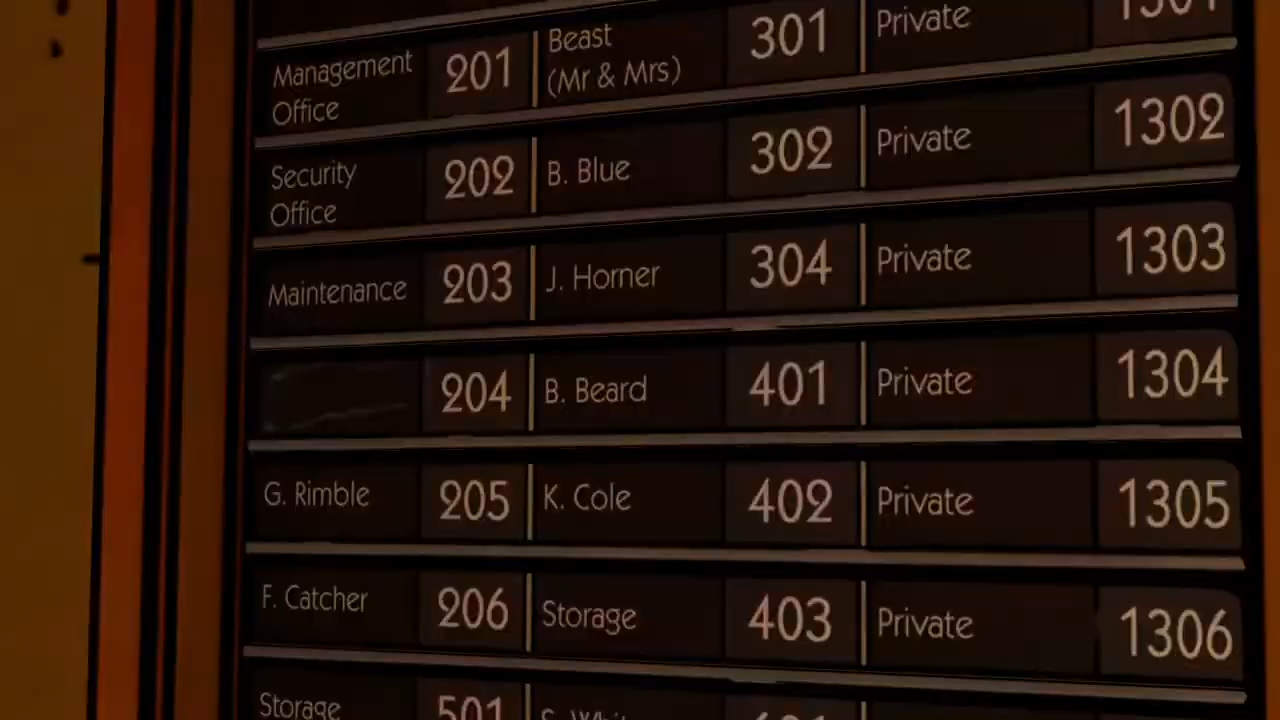 Management
Office
201
Beast
(Mr & Mrs)
301
Private
1301
Security
Office
202
B. Blue
302
Private
1302
Maintenance
203
J. Horner
304
Private
1303
204
B. Beard
401
Private
1304
G. Rimble
205
K. Cole
402
Private
1305
F. Catcher
206
Storage
403
Private
1306
Storage
501